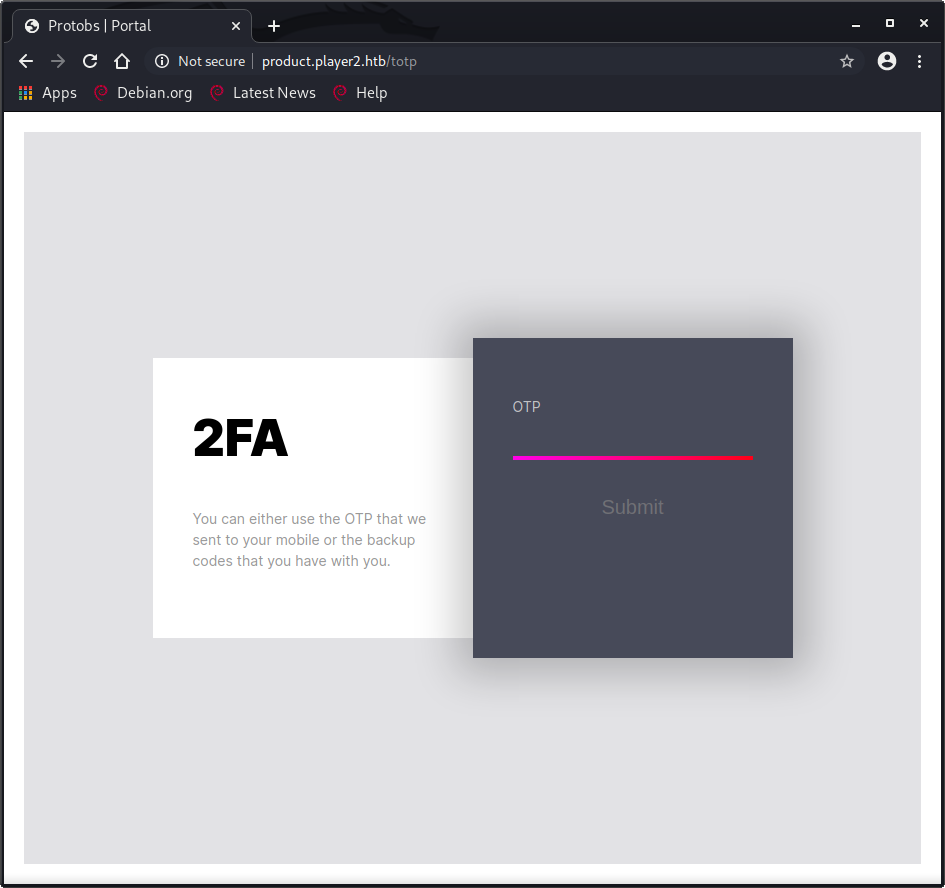 Protobs | Portal
Not secure | product.player2.htb/totp
Apps Debian.org Latest News Help
2FA
You can either use the OTP that we
sent to your mobile or the backup
codes that you have with you.
OTP
Submit